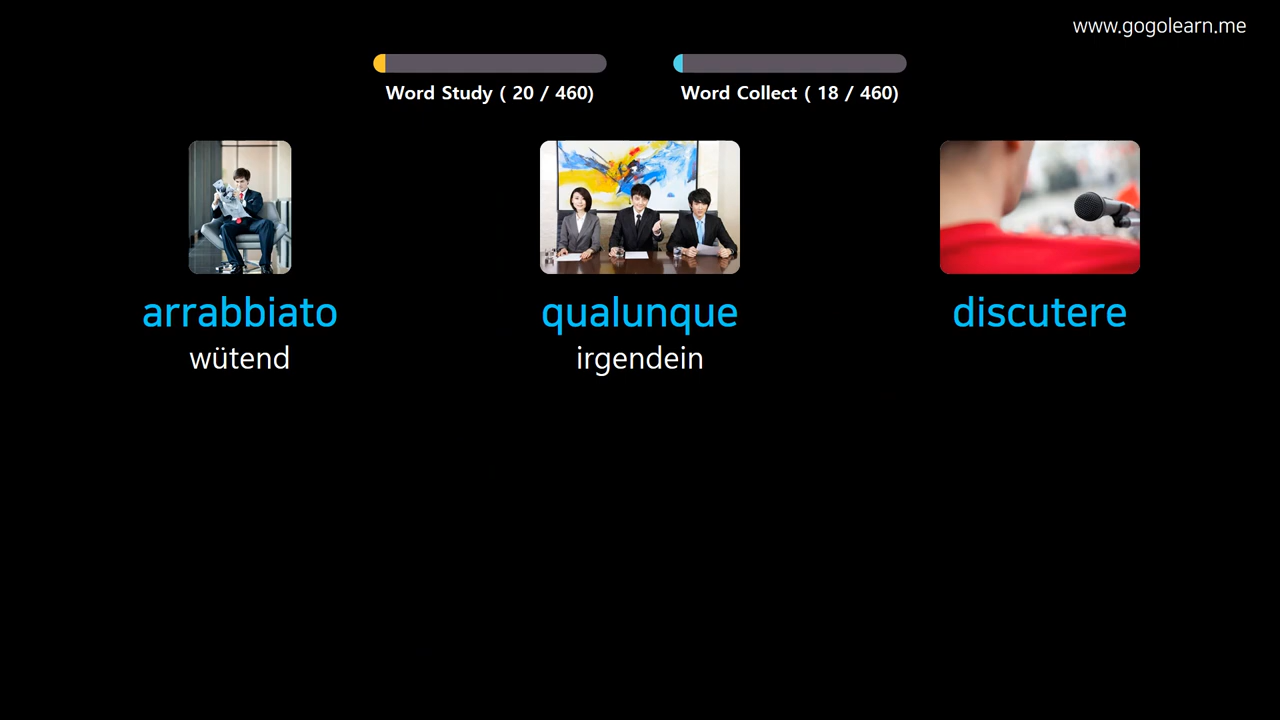 www.gogolearn.me
Word Study ( 20 / 460)
Word Collect ( 18 / 460)
arrabbiato
qualunque
discutere
wütend
irgendein